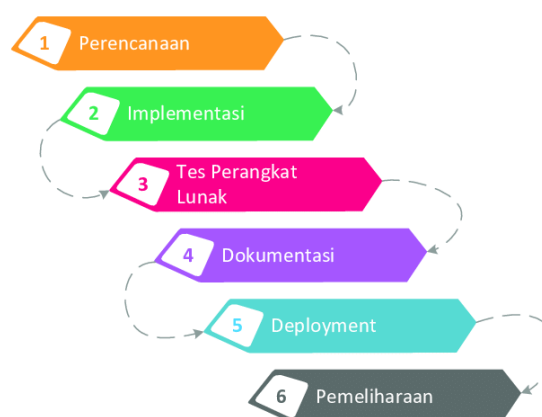 1 Perencanaan
2 Implementasi
3 Tes Perangkat
Lunak
4 Dokumentasi
5 Deployment
6 Pemeliharaan